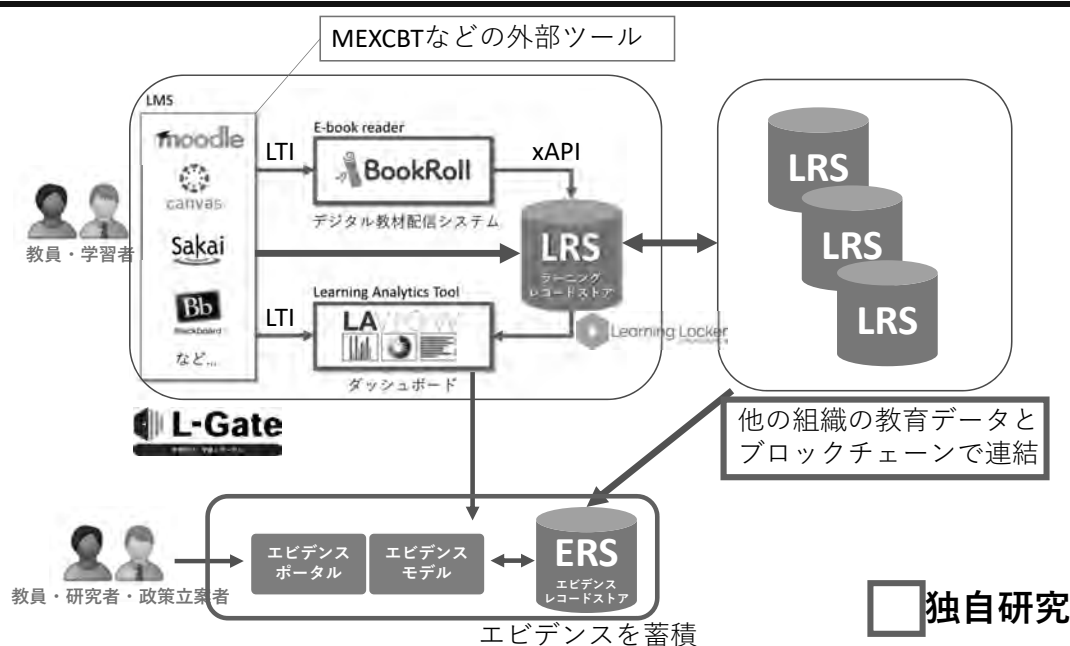 MEXCBTなどの外部ツール
LMS
moodle
canvas
Sakai
Bb
Blackboard
など…
教員・学習者
LTI
E-book reader
BookRoll
デジタル教材配信システム
xAPI
LRS
ラーニング
レコードストア
Learning Locker
LTI
Learning Analytics Tool
LAVIEW
ダッシュボード
L-Gate
LRS
LRS
LRS
他の組織の教育データと
ブロックチェーンで連結
教員・研究者・政策立案者
エビデンス
ポータル
エビデンス
モデル
ERS
エビデンス
レコードストア
エビデンスを蓄積
独自研究